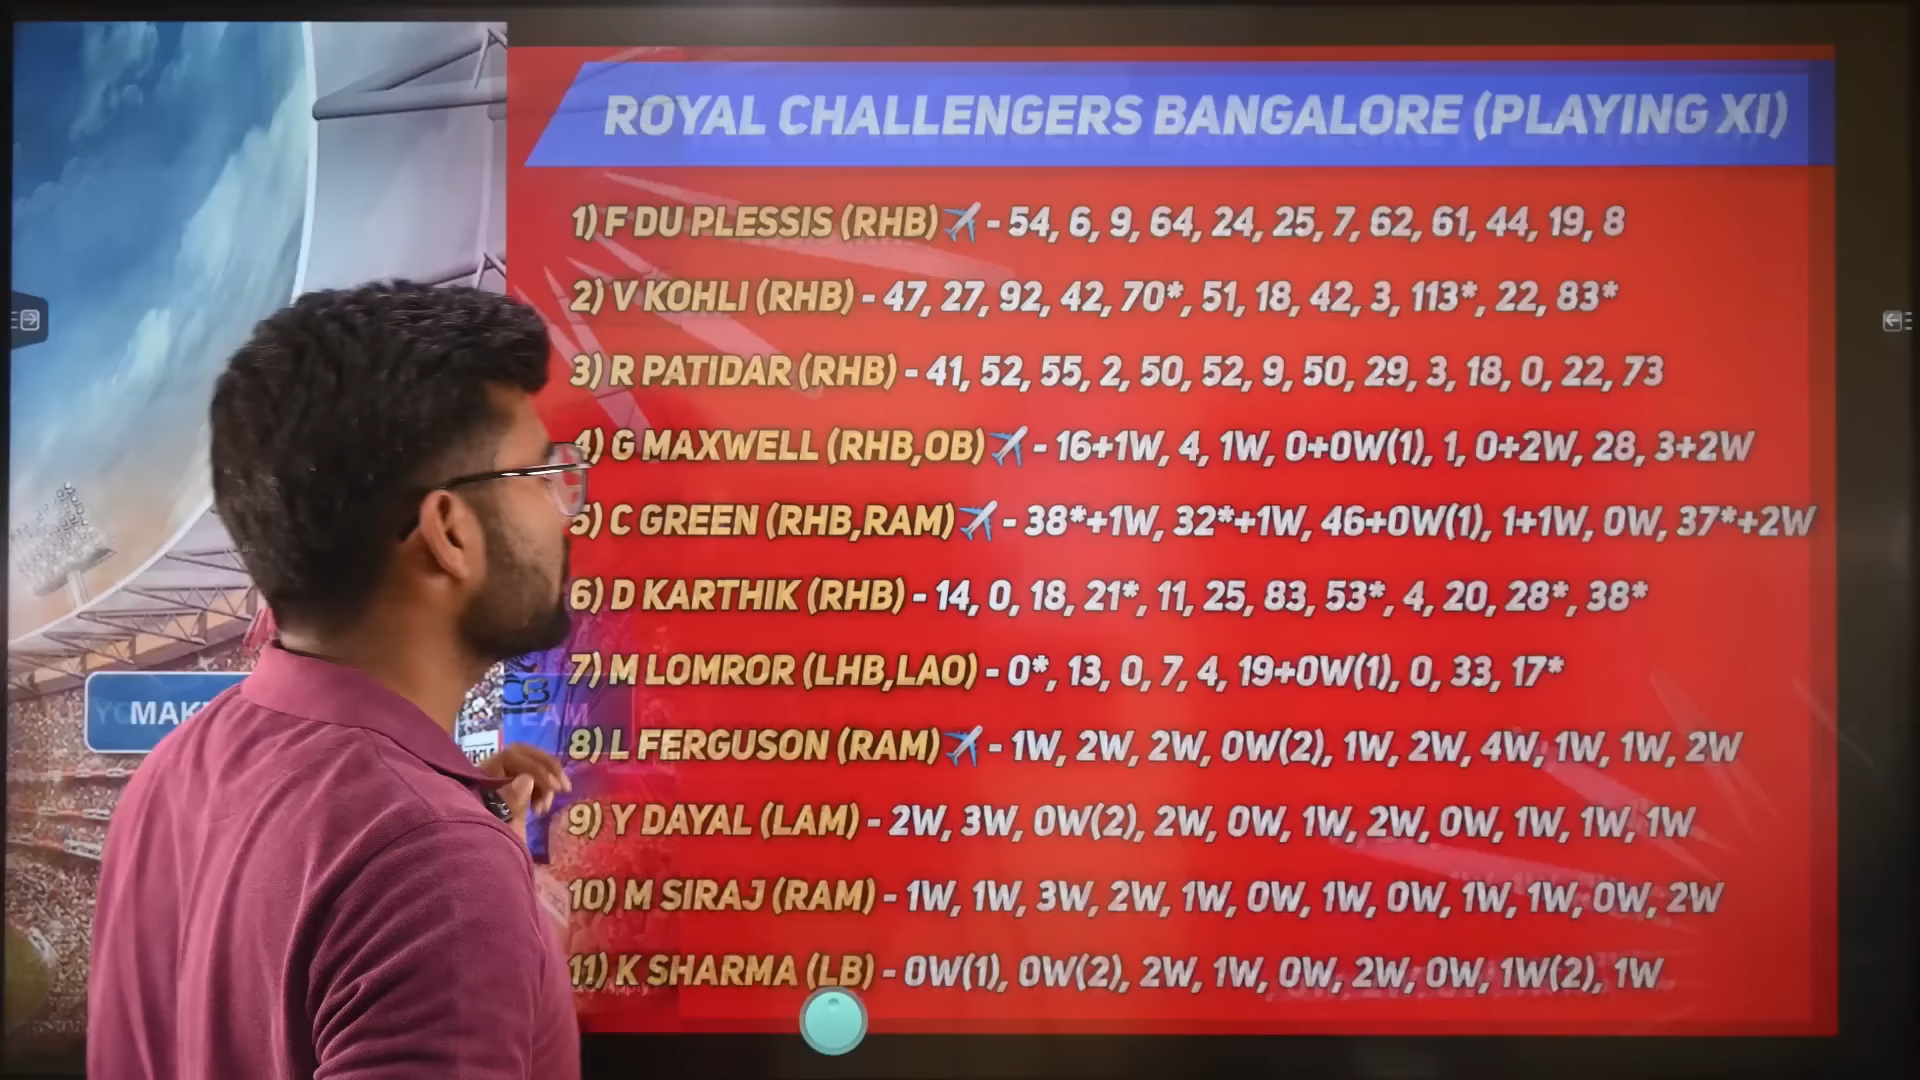 ROYAL CHALLENGERS BANGALORE (PLAYING XI)
1) F DU PLESSIS (RHB) ✈ - 54, 6, 9, 64, 24, 25, 7, 62, 61, 44, 19, 8
2) V KOHLI (RHB) - 47, 27, 92, 42, 70*, 51, 18, 42, 3, 113*, 22, 83*
3) R PATIDAR (RHB) - 41, 52, 55, 2, 50, 52, 9, 50, 29, 3, 18, 0, 22, 73
4) G MAXWELL (RHB,OB) ✈ - 16+1W, 4, 1W, 0+0W(1), 1, 0+2W, 28, 3+2W
5) C GREEN (RHB,RAM) ✈ - 38*+1W, 32*+1W, 46+0W(1), 1+1W, 0W, 37*+2W
6) D KARTHIK (RHB) - 14, 0, 18, 21*, 11, 25, 83, 53*, 4, 20, 28*, 38*
7) M LOMROR (LHB,LAO) - 0*, 13, 0, 7, 4, 19+0W(1), 0, 33, 17*
MAK
TEAM
8) L FERGUSON (RAM) ✈ - 1W, 2W, 2W, 0W(2), 1W, 2W, 4W, 1W, 1W, 2W
9) Y DAYAL (LAM) - 2W, 3W, 0W(2), 2W, 0W, 1W, 2W, 0W, 1W, 1W, 1W
10) M SIRAJ (RAM) - 1W, 1W, 3W, 2W, 1W, 0W, 1W, 0W, 1W, 1W, 0W, 2W
11) K SHARMA (LB) - 0W(1), 0W(2), 2W, 1W, 0W, 2W, 0W, 1W(2), 1W